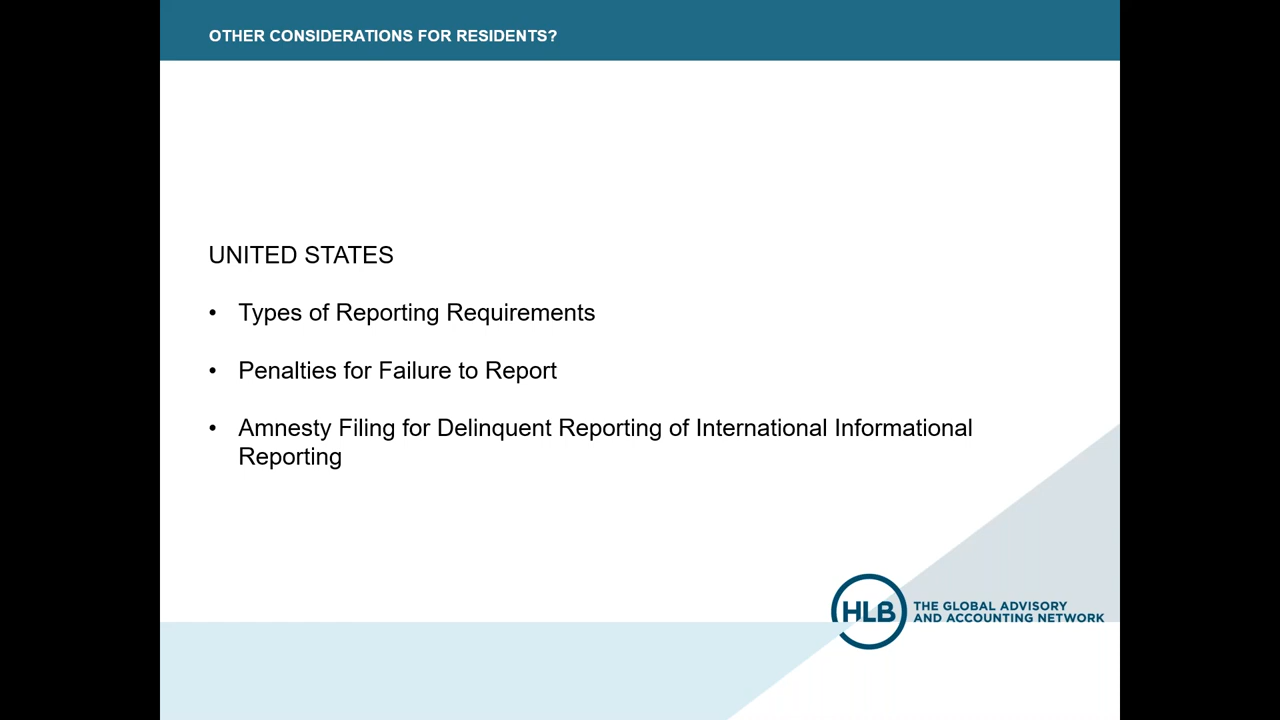 OTHER CONSIDERATIONS FOR RESIDENTS?
UNITED STATES
• Types of Reporting Requirements
• Penalties for Failure to Report
• Amnesty Filing for Delinquent Reporting of International Informational
Reporting
HLB
THE GLOBAL ADVISORY
AND ACCOUNTING NETWORK